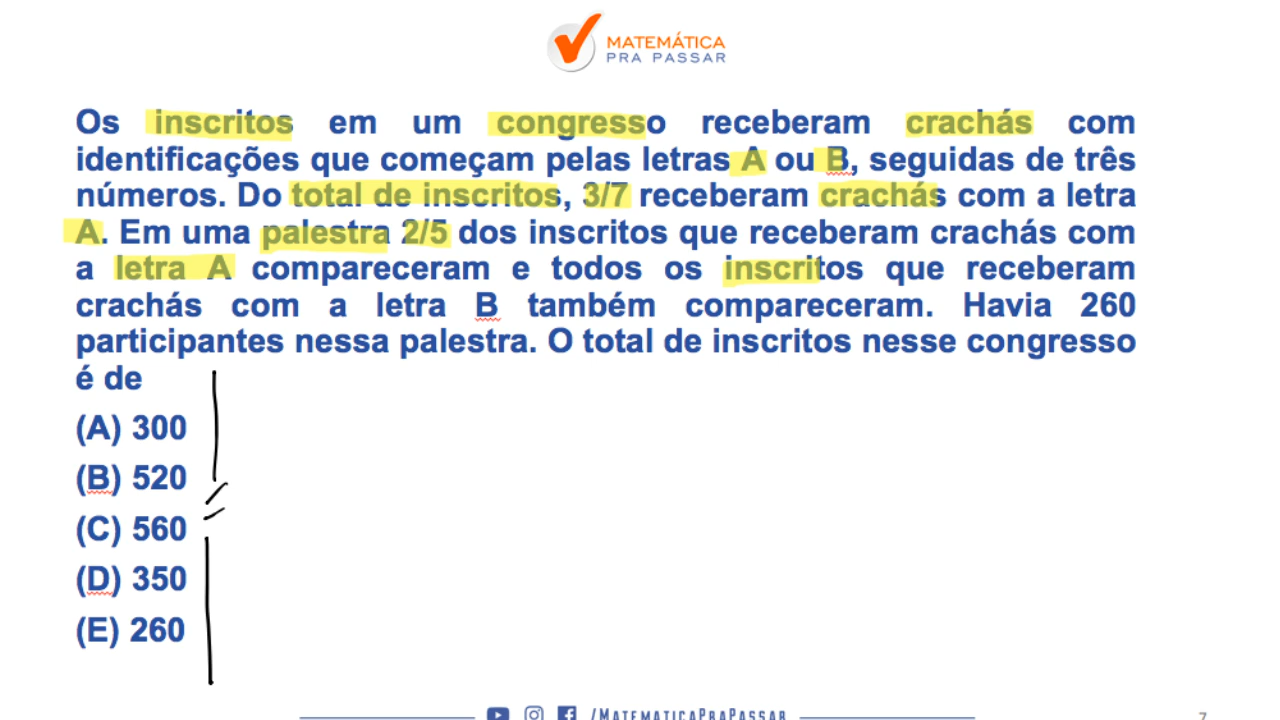 MATEMÁTICA
PRA PASSAR
Os inscritos em um congresso receberam crachás com
identificações que começam pelas letras A ou B, seguidas de três
números. Do total de inscritos, 3/7 receberam crachás com a letra
A. Em uma palestra 2/5 dos inscritos que receberam crachás com
a letra A compareceram e todos os inscritos que receberam
crachás com a letra B também compareceram. Havia 260
participantes nessa palestra. O total de inscritos nesse congresso
é de
(A) 300
(B) 520
(C) 560
(D) 350
(E) 260
/MATEMATICAPRAPASSAR
7